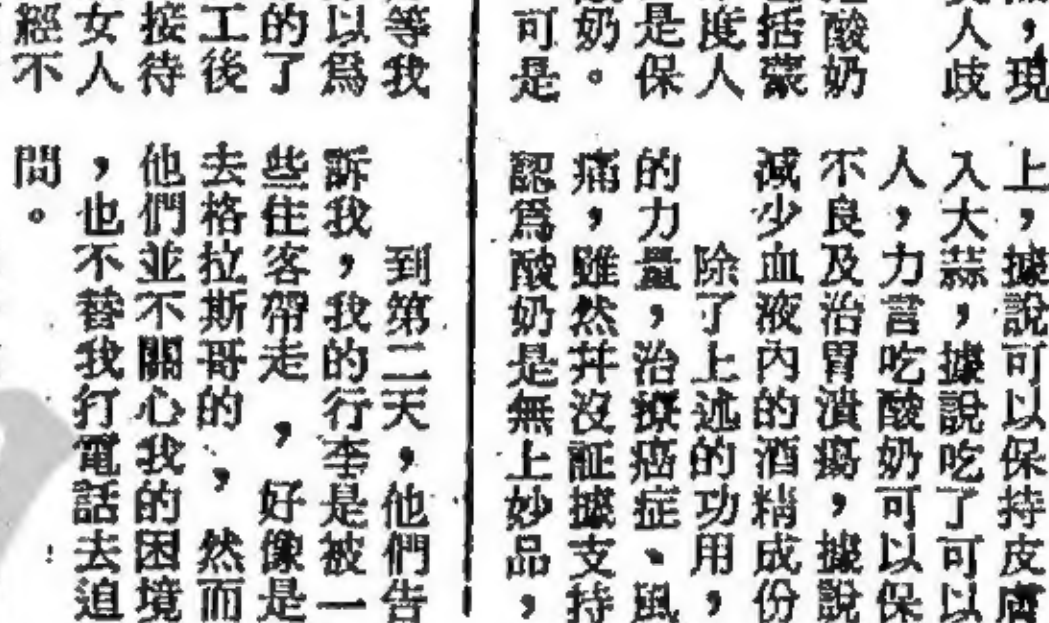 ，現
人歧
酸奶
括蒙
度人
是保
奶。
可是
上，據說可以保持皮膚
入大蒜，據說吃了可以
人，力言吃酸奶可以保
不良及治胃潰瘍，據說
減少血液內的酒精成份
除了上述的功用，
的力量，治療癌症、風
痛，雖然并沒証據支持
認爲酸奶是無上妙品，
等我
以爲
的了
工後
接待
女人
經不
到第二天，他們告
訴我，我的行李是被一
些住客帶走，好像是
去格拉斯哥的，然而
他們並不關心我的困境
，也不替我打電話去追
問。